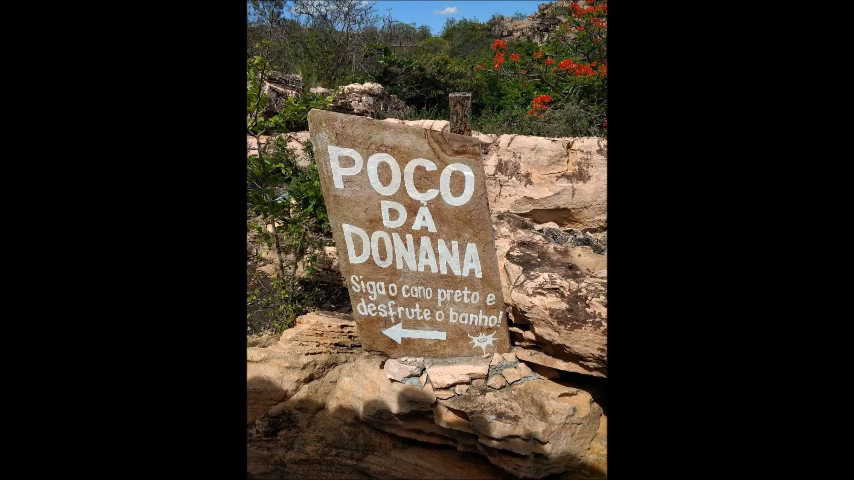 POÇO
DA
DONANA
Siga o cano preto e
desfrute o banho!